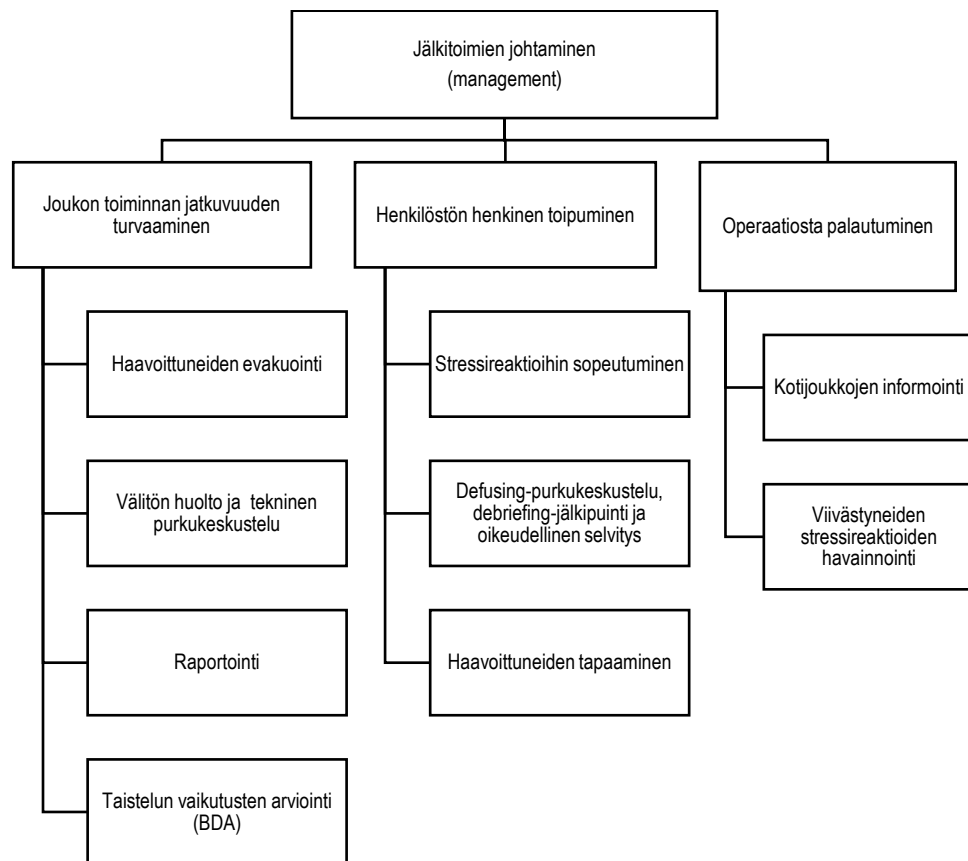 Jälkitoimien johtaminen
(management)
Joukon toiminnan jatkuvuuden
turvaaminen
Henkilöstön henkinen toipuminen
Operaatiosta palautuminen
Haavoittuneiden evakuointi
Välitön huolto ja tekninen
purkukeskustelu
Raportointi
Taistelun vaikutusten arviointi
(BDA)
Stressireaktioihin sopeutuminen
Defusing-purkukeskustelu,
debriefing-jälkipuinti ja
oikeudellinen selvitys
Haavoittuneiden tapaaminen
Kotijoukkojen informointi
Viivästyneiden
stressireaktioiden
havainnointi